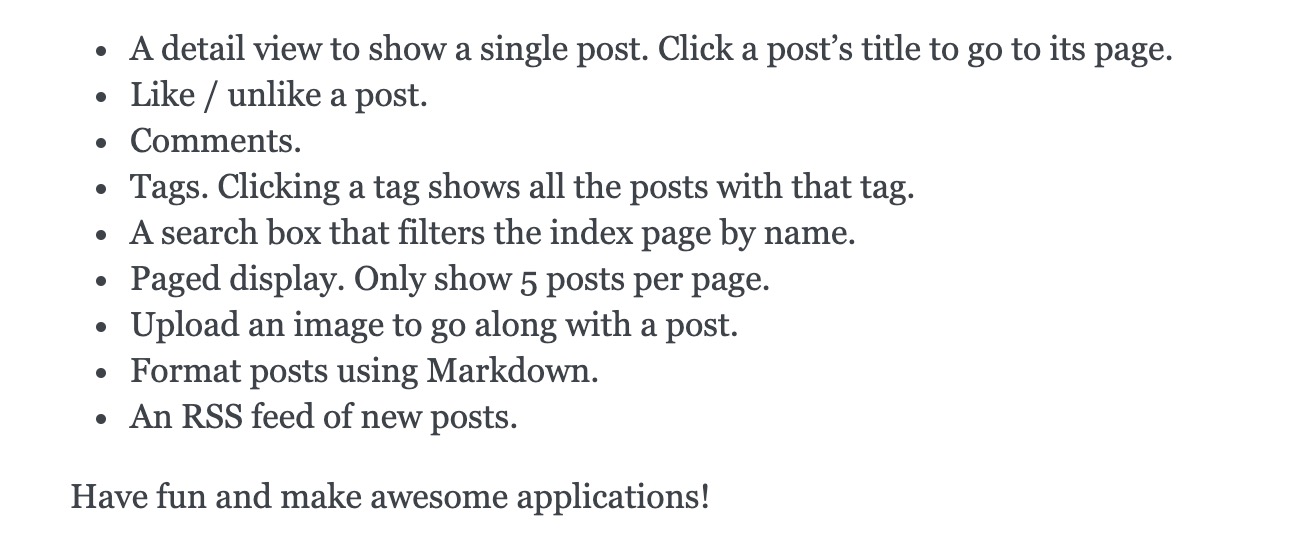 • A detail view to show a single post. Click a post’s title to go to its page.
• Like / unlike a post.
• Comments.
• Tags. Clicking a tag shows all the posts with that tag.
• A search box that filters the index page by name.
• Paged display. Only show 5 posts per page.
• Upload an image to go along with a post.
• Format posts using Markdown.
• An RSS feed of new posts.
Have fun and make awesome applications!